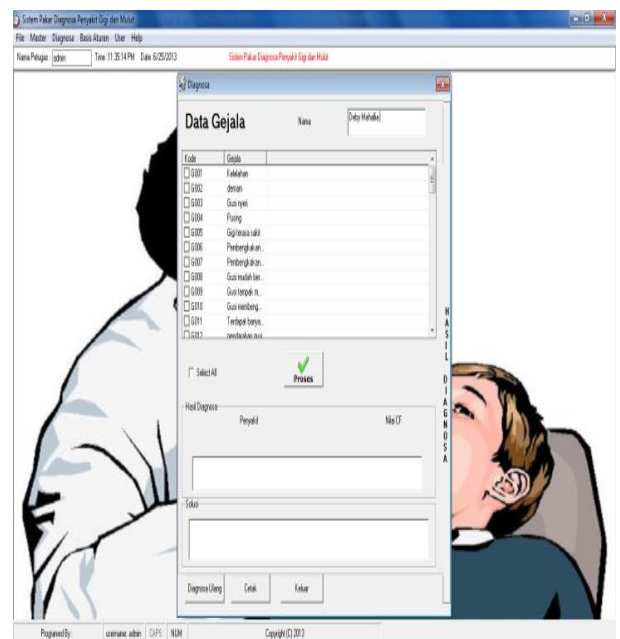 Sistem Pakar Diagnosa Penyakit Gigi dan Mulut
File Master Diagnosa Basis Aturan User Help
Nama Petugas admin Time :11:35:14 PM Date :6/25/2013 Sistem Pakar Diagnosa Penyakit Gigi dan Mulut
Diagnosa
Data Gejala Nama Deby Mahalia
Kode Gejala
G001 Kelelahan
G002 demam
G003 Gusi nyeri
G004 Pusing
G005 Gigi terasa sakit
G006 Pembengkakan...
G007 Pembengkakan...
G008 Gusi mudah ber...
G009 Gusi tampak m...
G010 Gusi membeng...
G011 Terdapat banya...
G012 pendarahan gusi
Select All Proses
HASIL DIAGNOSA
Hasil Diagnosa
Penyakit Nilai CF
Solusi
Diagnosa Ulang Cetak Keluar
Programed By : username: admin CAPS NUM Copyright (C) 2013